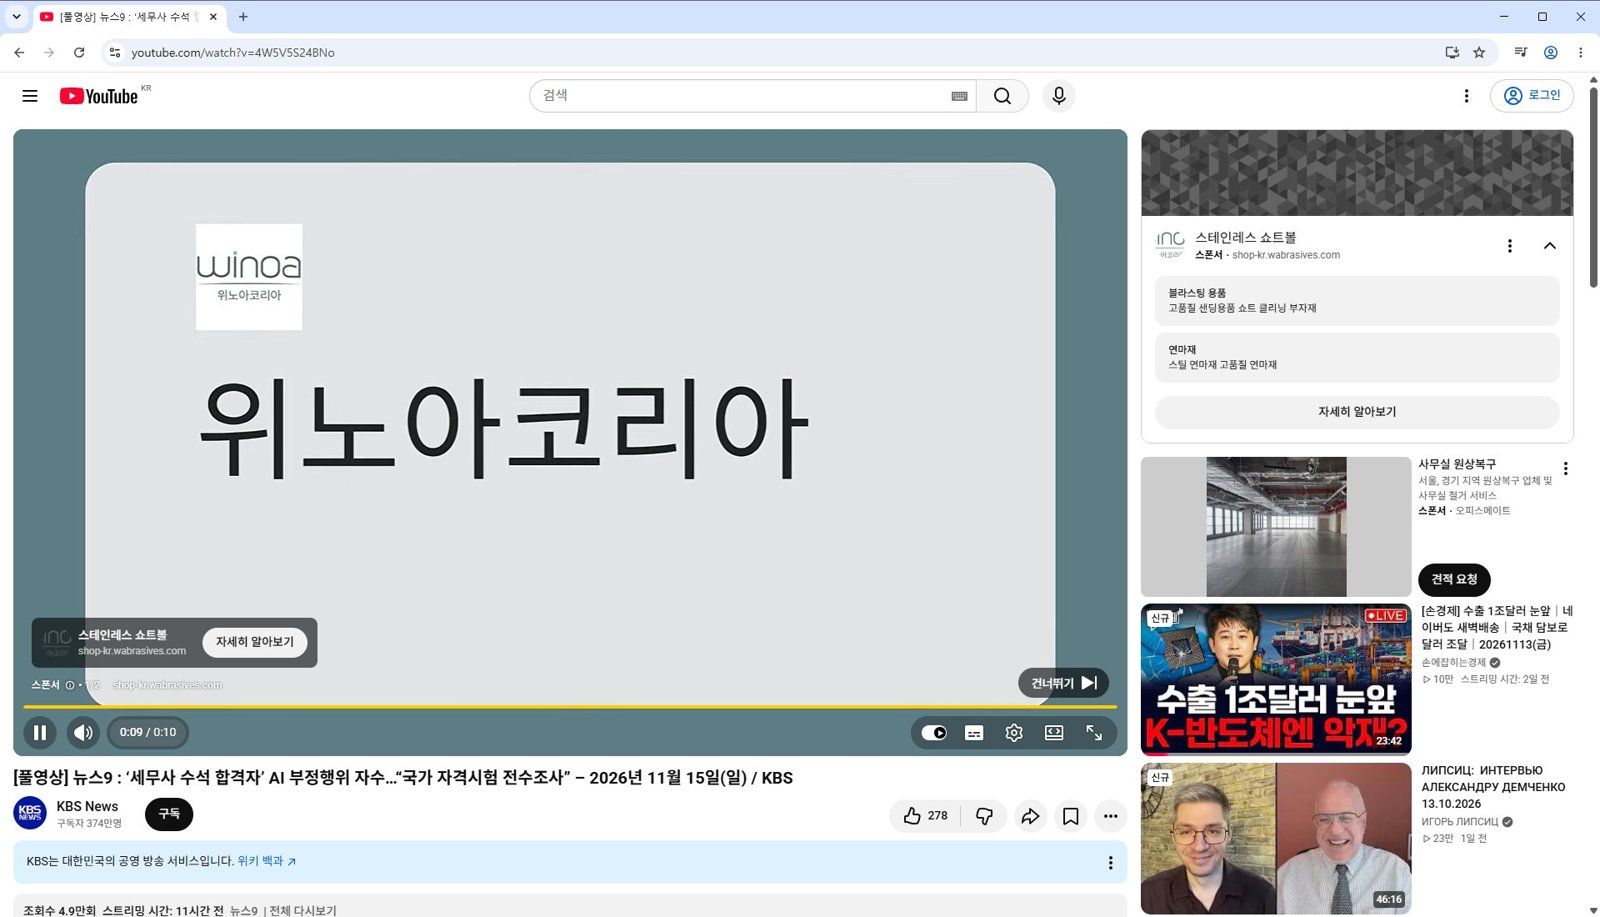 [풀영상] 뉴스9 : ‘세무사 수석 합
youtube.com/watch?v=4W5V5S24BNo
YouTube KR
검색
로그인
winoa
위노아코리아
위노아코리아
스테인레스 쇼트볼
shop-kr.wabrasives.com
자세히 알아보기
스폰서 · 1/2 shop-kr.wabrasives.com
건너뛰기
0:09 / 0:10
[풀영상] 뉴스9 : ‘세무사 수석 합격자’ AI 부정행위 자수…“국가 자격시험 전수조사” – 2026년 11월 15일(일) / KBS
KBS NEWS
KBS News
구독자 374만명
구독
278
KBS는 대한민국의 공영 방송 서비스입니다. 위키 백과
조회수 4.9만회 스트리밍 시간: 11시간 전 뉴스9 | 전체 다시보기
스테인레스 쇼트볼
스폰서 · shop-kr.wabrasives.com
블라스팅 용품
고품질 샌딩용품 쇼트 클리닝 부자재
연마재
스틸 연마재 고품질 연마재
자세히 알아보기
사무실 원상복구
서울, 경기 지역 원상복구 업체 및
사무실 철거 서비스
스폰서 · 오피스메이트
견적 요청
신규
LIVE
수출 1조달러 눈앞
K-반도체엔 악재?
23:42
[손경제] 수출 1조달러 눈앞｜네
이버도 새벽배송｜국채 담보로
달러 조달｜20261113(금)
손에잡히는경제
10만 스트리밍 시간: 2일 전
신규
46:16
ЛИПСИЦ: ИНТЕРВЬЮ
АЛЕКСАНДРУ ДЕМЧЕНКО
13.10.2026
ИГОРЬ ЛИПСИЦ
23만 1일 전